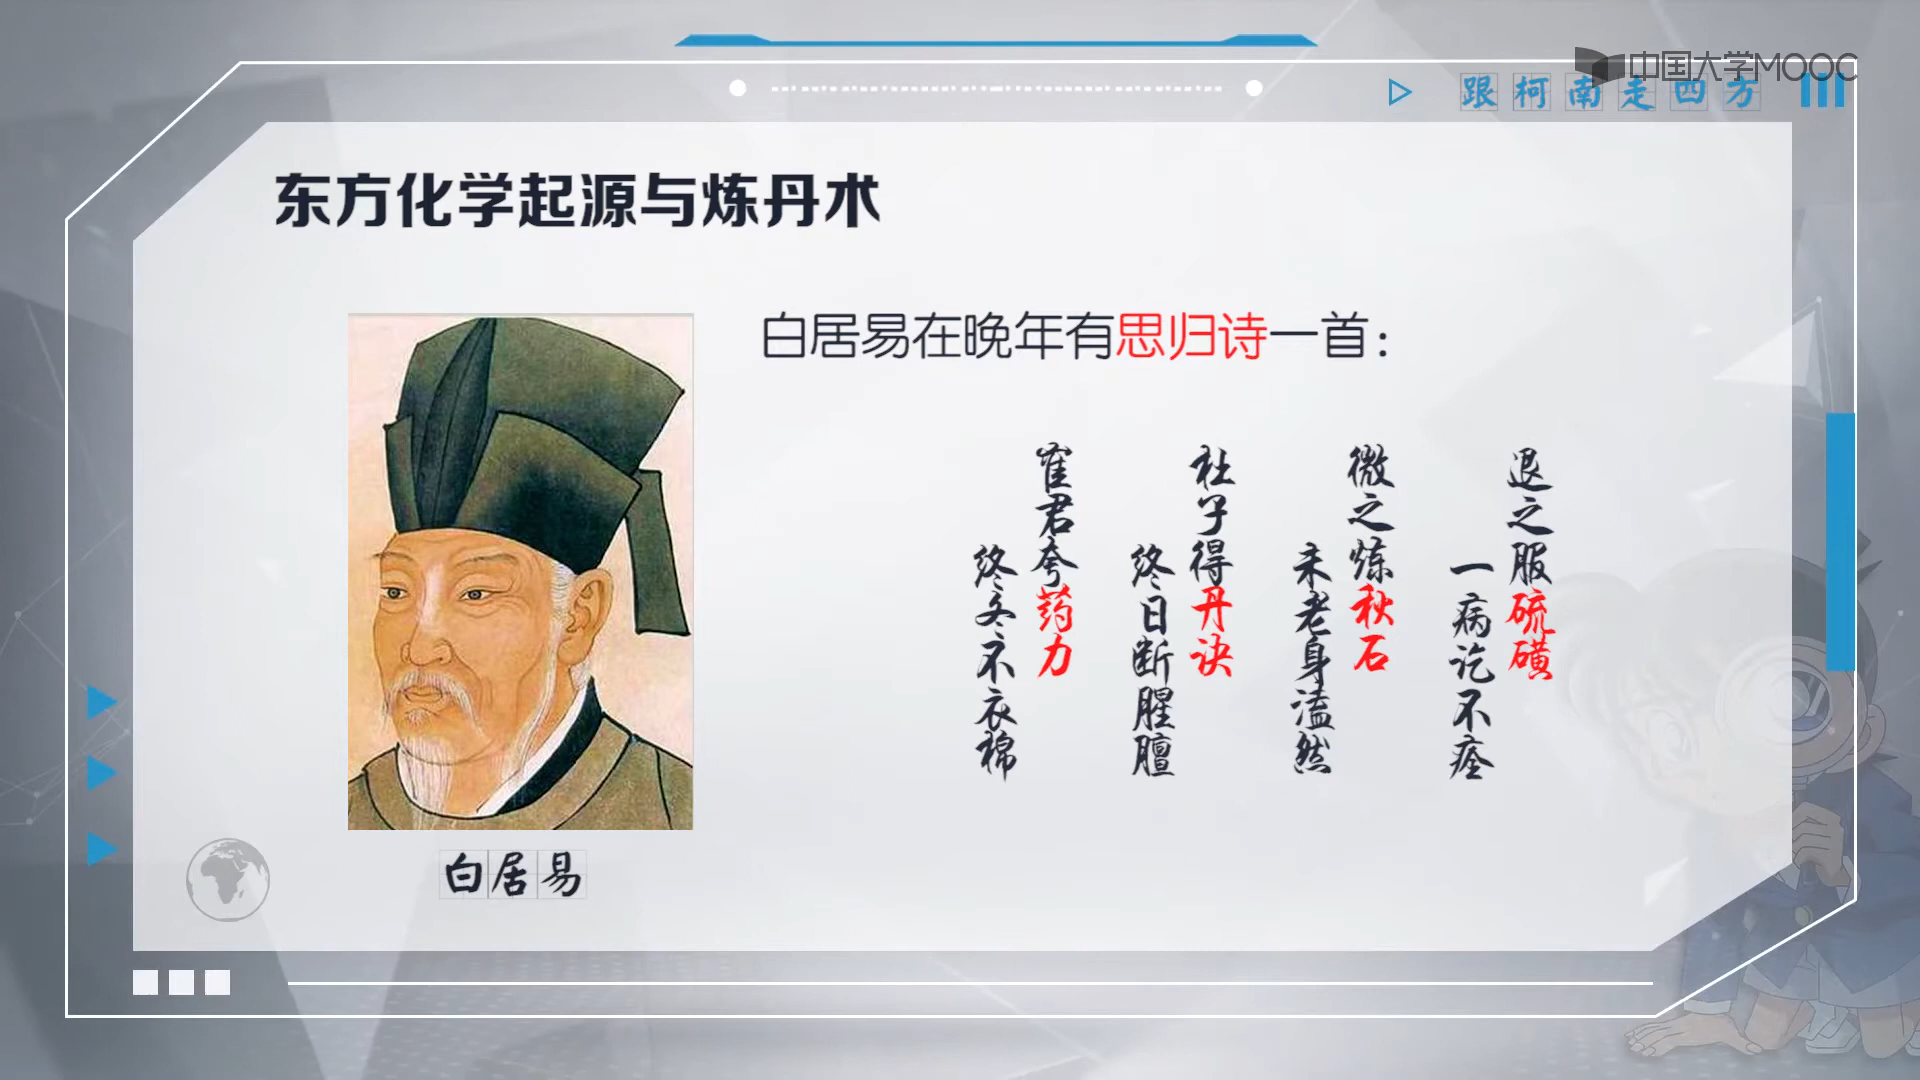 中国大学MOOC
跟柯南走四方
东方化学起源与炼丹术
白居易在晚年有思归诗一首：
退之服硫磺
一病讫不痊
微之炼秋石
未老身溘然
杜子得丹诀
终日断腥膻
崔君夸药力
终冬不衣棉
白居易